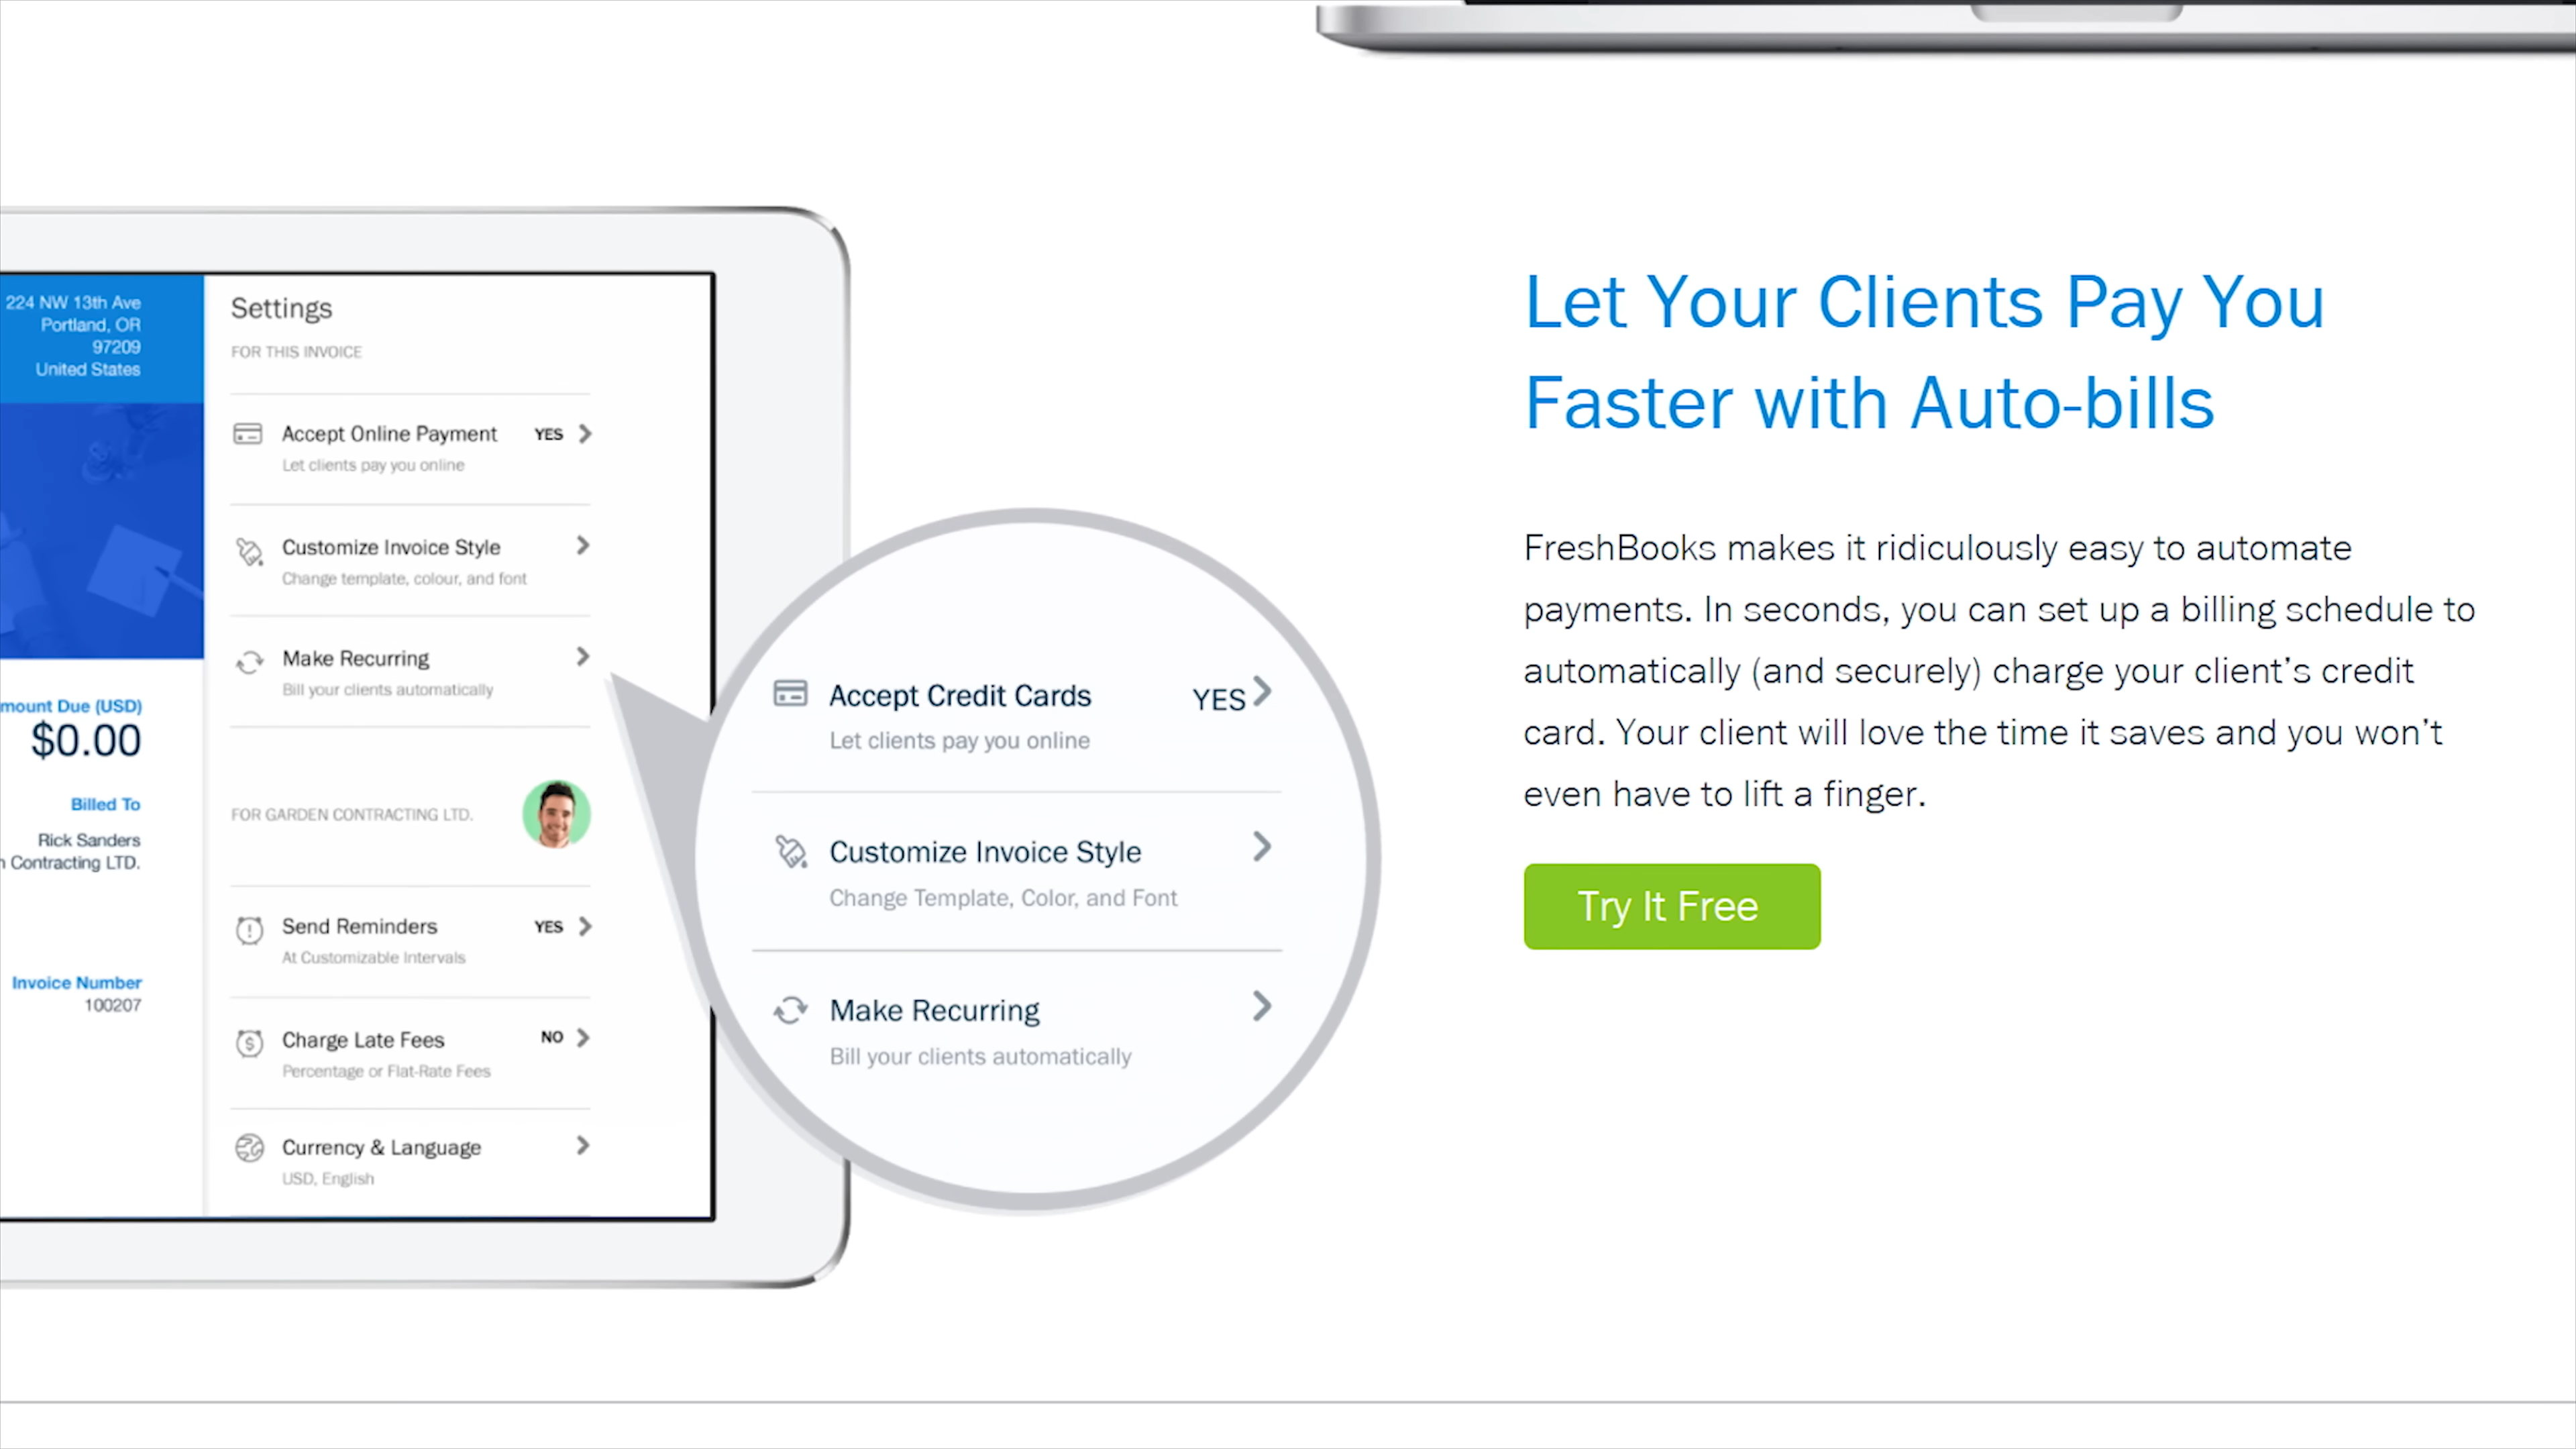 224 NW 13th Ave
Portland, OR
97209
United States
mount Due (USD)
$0.00
Billed To
Rick Sanders
n Contracting LTD.
Invoice Number
100207
Settings
FOR THIS INVOICE
Accept Online Payment YES
Let clients pay you online
Customize Invoice Style
Change template, colour, and font
Make Recurring
Bill your clients automatically
FOR GARDEN CONTRACTING LTD.
Send Reminders YES
At Customizable Intervals
Charge Late Fees NO
Percentage or Flat-Rate Fees
Currency & Language
USD, English
Accept Credit Cards YES
Let clients pay you online
Customize Invoice Style
Change Template, Color, and Font
Make Recurring
Bill your clients automatically
Let Your Clients Pay You
Faster with Auto-bills
FreshBooks makes it ridiculously easy to automate
payments. In seconds, you can set up a billing schedule to
automatically (and securely) charge your client’s credit
card. Your client will love the time it saves and you won’t
even have to lift a finger.
Try It Free